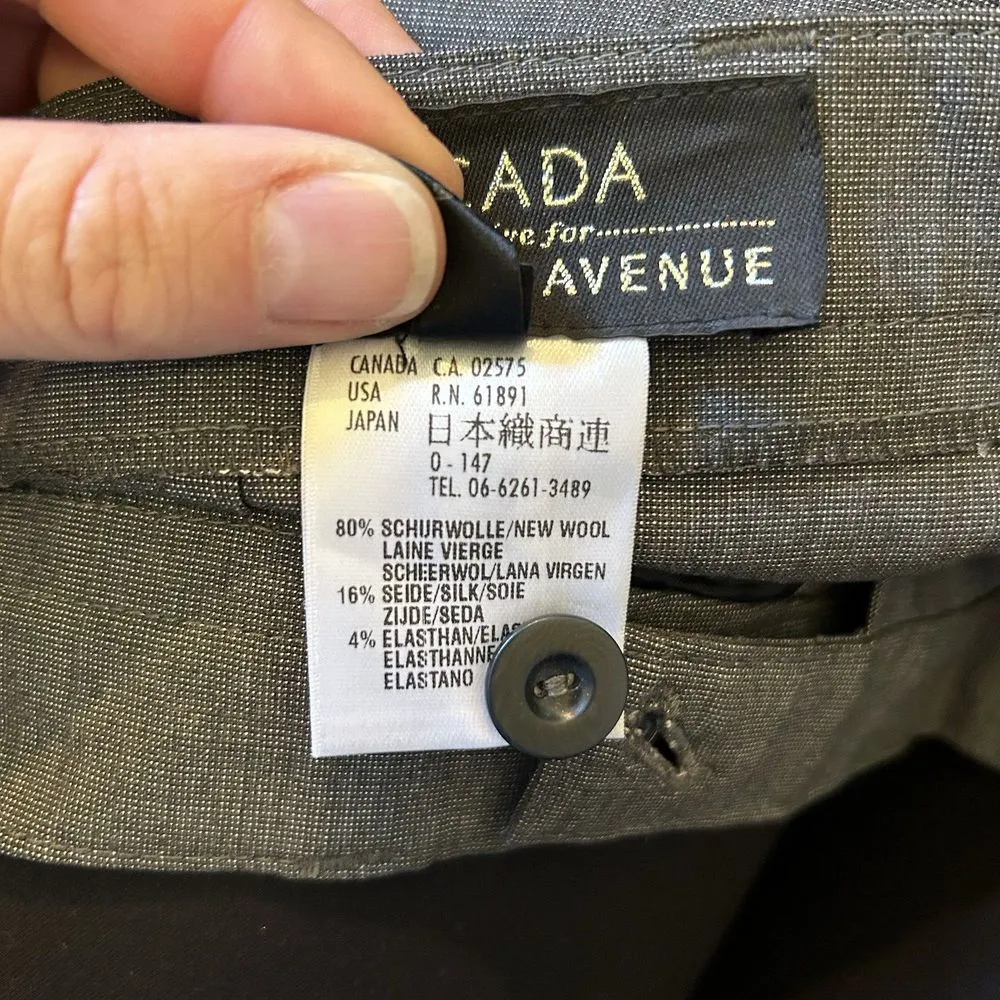 CADA
ve for
AVENUE
CANADA C.A. 02575
USA R.N. 61891
JAPAN 日本織商連
0-147
TEL. 06-6261-3489
80% SCHURWOLLE/NEW WOOL
LAINE VIERGE
SCHEERWOL/LANA VIRGEN
16% SEIDE/SILK/SOIE
ZIJDE/SEDA
4% ELASTHAN/ELAS
ELASTHANNE
ELASTANO